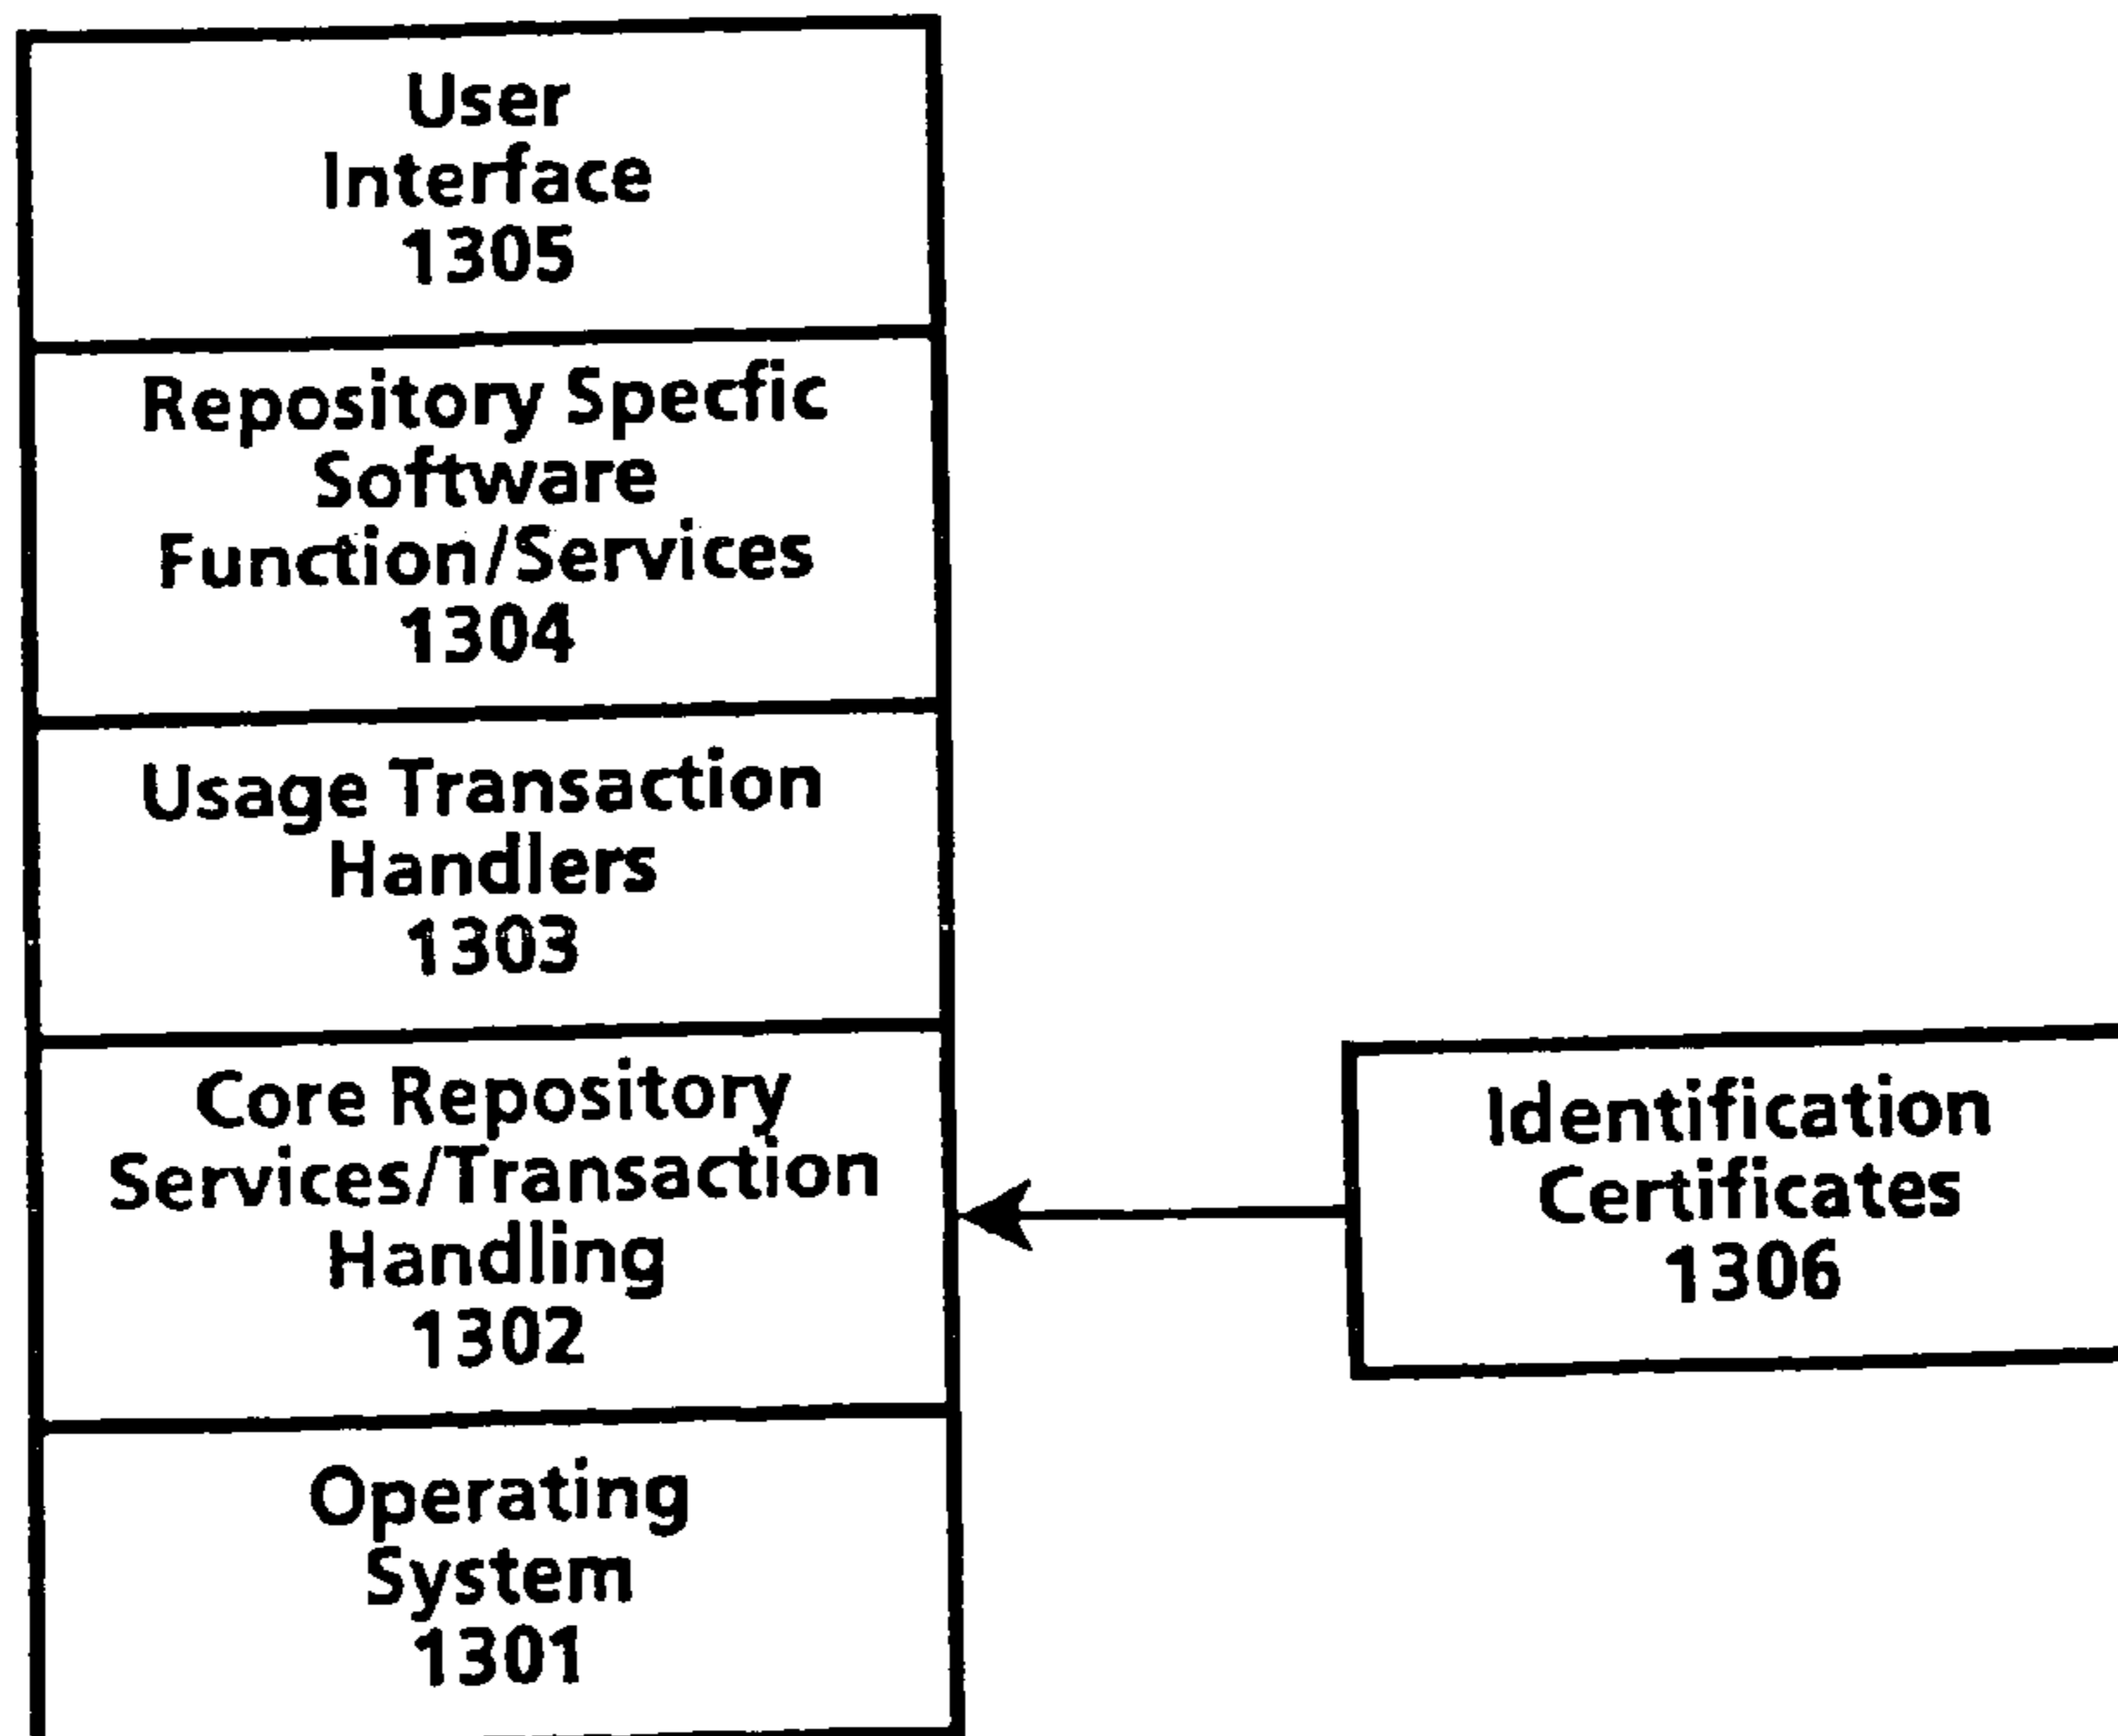 User
Interface
1305
Repository Specfic
Software
Function/Services
1304
Usage Transaction
Handlers
1303
Core Repository
Services/Transaction
Handling
1302
Identification
Certificates
1306
Operating
System
1301